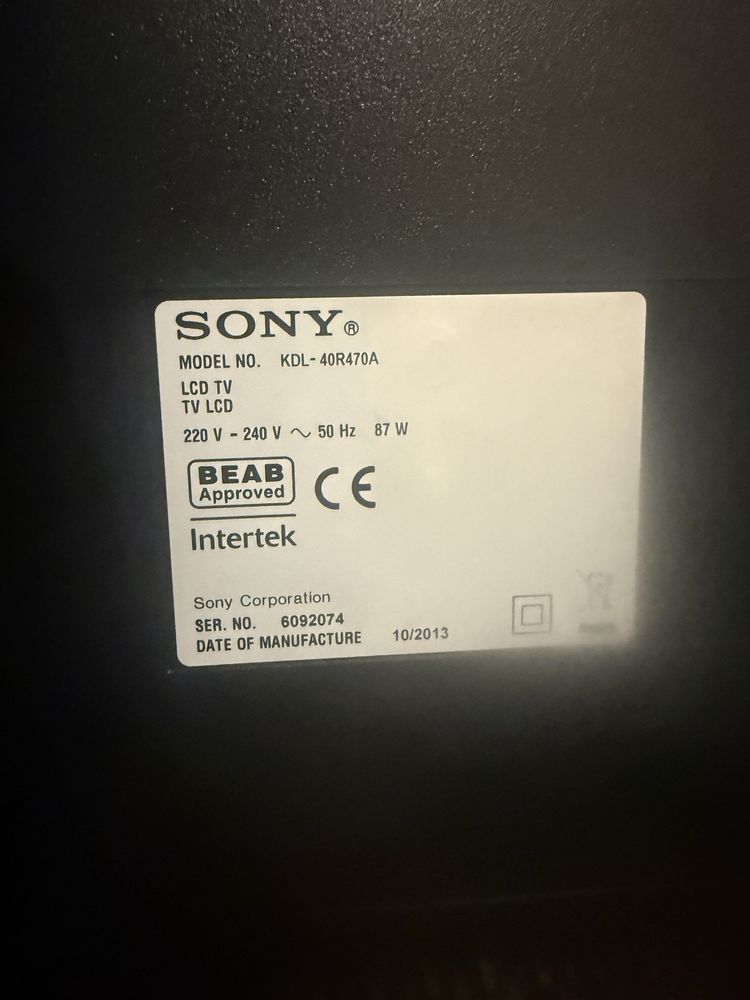 SONY®
MODEL NO. KDL-40R470A
LCD TV
TV LCD
220 V - 240 V ~ 50 Hz 87 W
BEAB
Approved
CE
Intertek
Sony Corporation
SER. NO. 6092074
DATE OF MANUFACTURE 10/2013